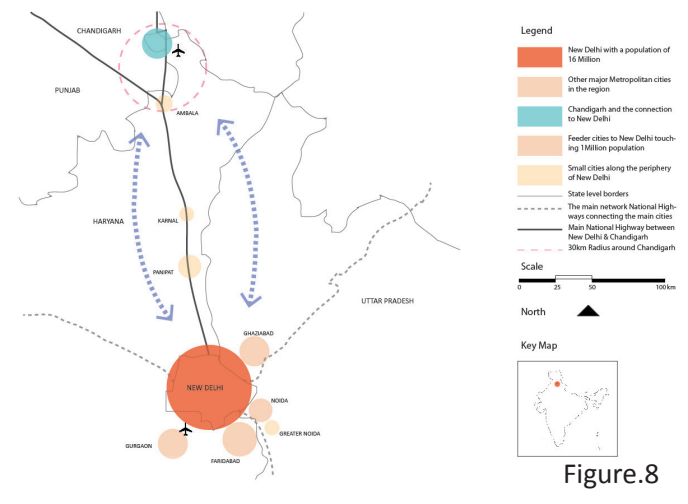 CHANDIGARH
PUNJAB
AMBALA
HARYANA
KARNAL
PANIPAT
UTTAR PRADESH
GHAZIABAD
NEW DELHI
NOIDA
GREATER NOIDA
GURGAON
FARIDABAD
Legend
New Delhi with a population of
16 Million
Other major Metropolitan cities
in the region
Chandigarh and the connection
to New Delhi
Feeder cities to New Delhi touch-
ing 1Million population
Small cities along the periphery
of New Delhi
State level borders
The main network National High-
ways connecting the main cities
Main National Highway between
New Delhi & Chandigarh
30km Radius around Chandigarh
Scale
0 25 50 100km
North
Key Map
Figure.8